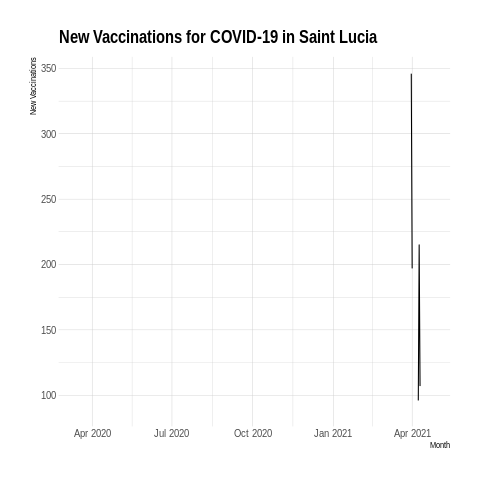 New Vaccinations for COVID-19 in Saint Lucia
New Vaccinations
350
300
250
200
150
100
Apr 2020 Jul 2020 Oct 2020 Jan 2021 Apr 2021
Month